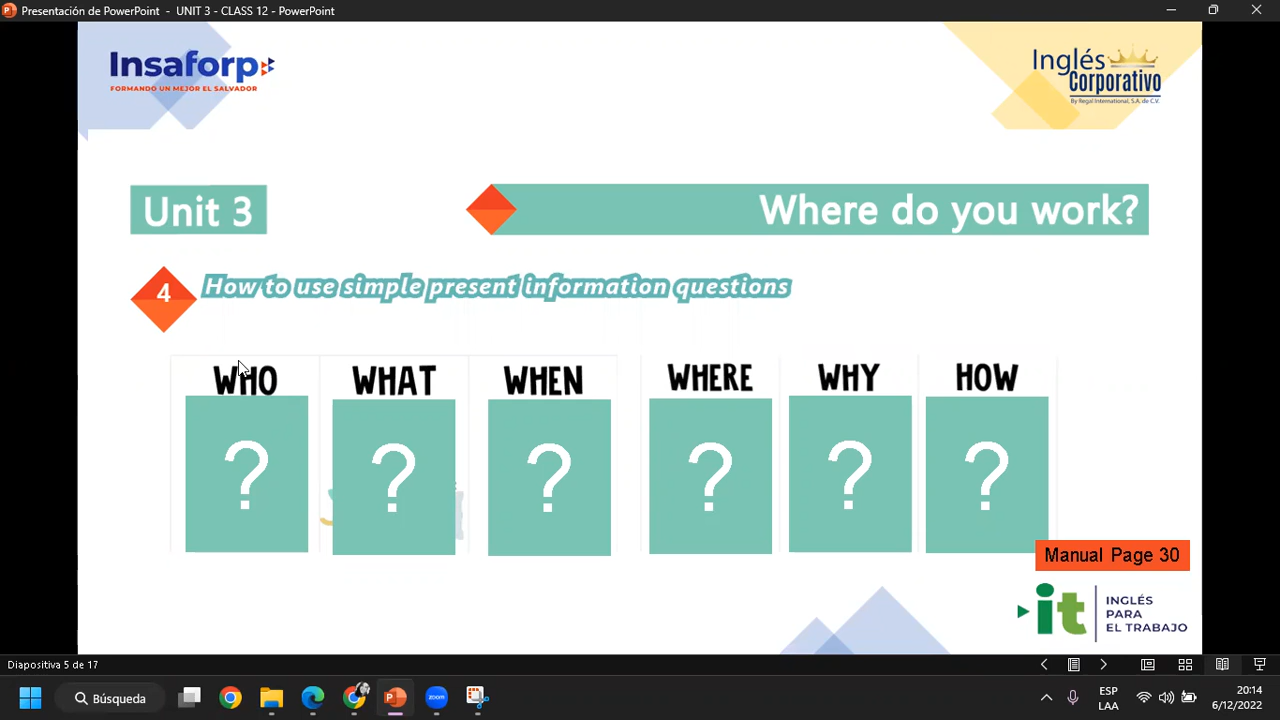 Presentación de PowerPoint - UNIT 3 - CLASS 12 - PowerPoint
Insaforp
FORMANDO UN MEJOR EL SALVADOR
Inglés
Corporativo
By Regal International, S.A. de C.V.
Unit 3
Where do you work?
4
How to use simple present information questions
WHO WHAT WHEN WHERE WHY HOW
? ? ? ? ? ?
Manual Page 30
it
INGLÉS
PARA
EL TRABAJO
Diapositiva 5 de 17
Búsqueda
zoom
ESP
LAA
20:14
6/12/2022